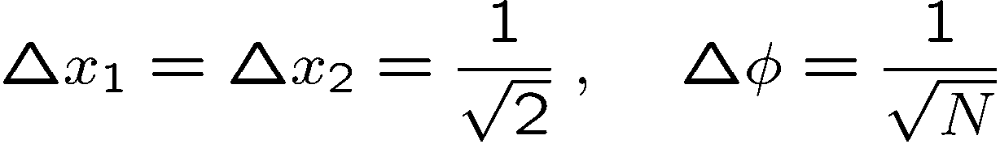 Δx₁ = Δx₂ = 1/√2 , Δϕ = 1/√N